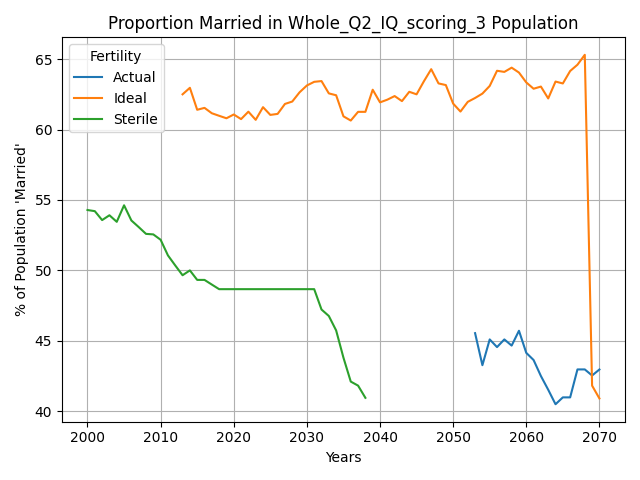 Proportion Married in Whole_Q2_IQ_scoring_3 Population
% of Population 'Married'
65
60
55
50
45
40
Fertility
Actual
Ideal
Sterile
2000 2010 2020 2030 2040 2050 2060 2070
Years